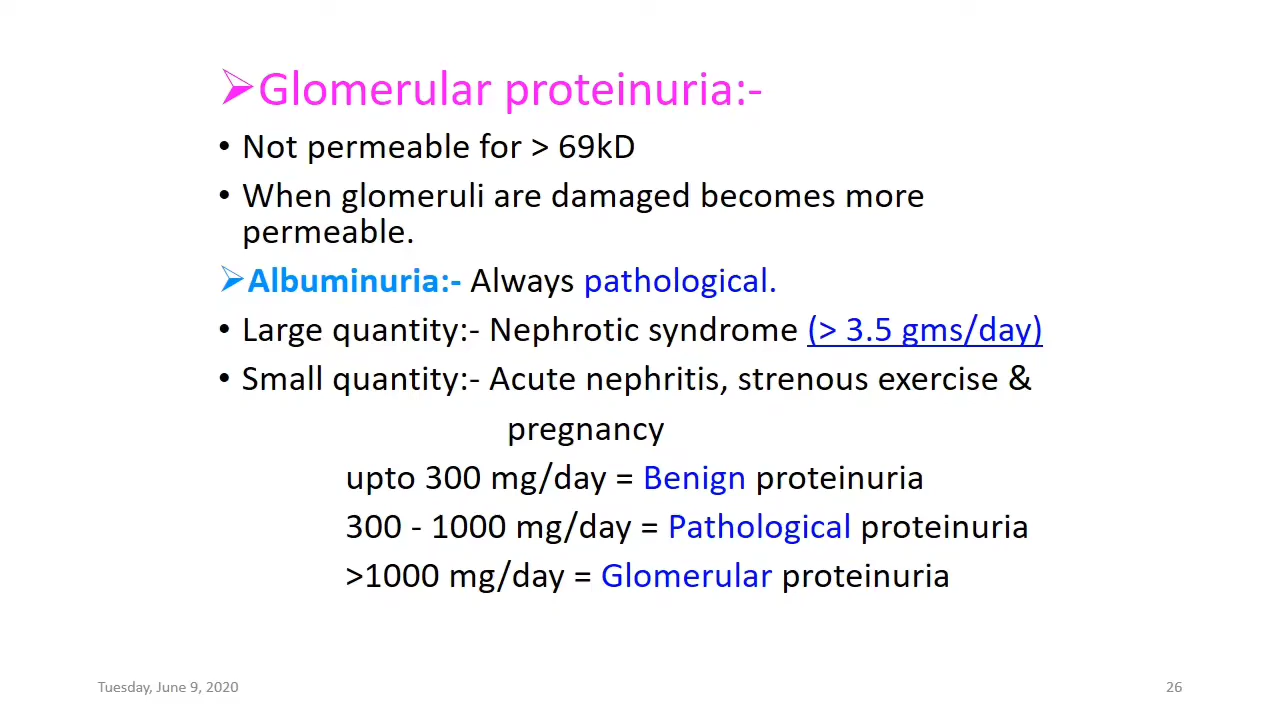 ➢Glomerular proteinuria:-
• Not permeable for > 69kD
• When glomeruli are damaged becomes more
permeable.
➢Albuminuria:- Always pathological.
• Large quantity:- Nephrotic syndrome (> 3.5 gms/day)
• Small quantity:- Acute nephritis, strenous exercise &
pregnancy
upto 300 mg/day = Benign proteinuria
300 - 1000 mg/day = Pathological proteinuria
>1000 mg/day = Glomerular proteinuria
Tuesday, June 9, 2020
26